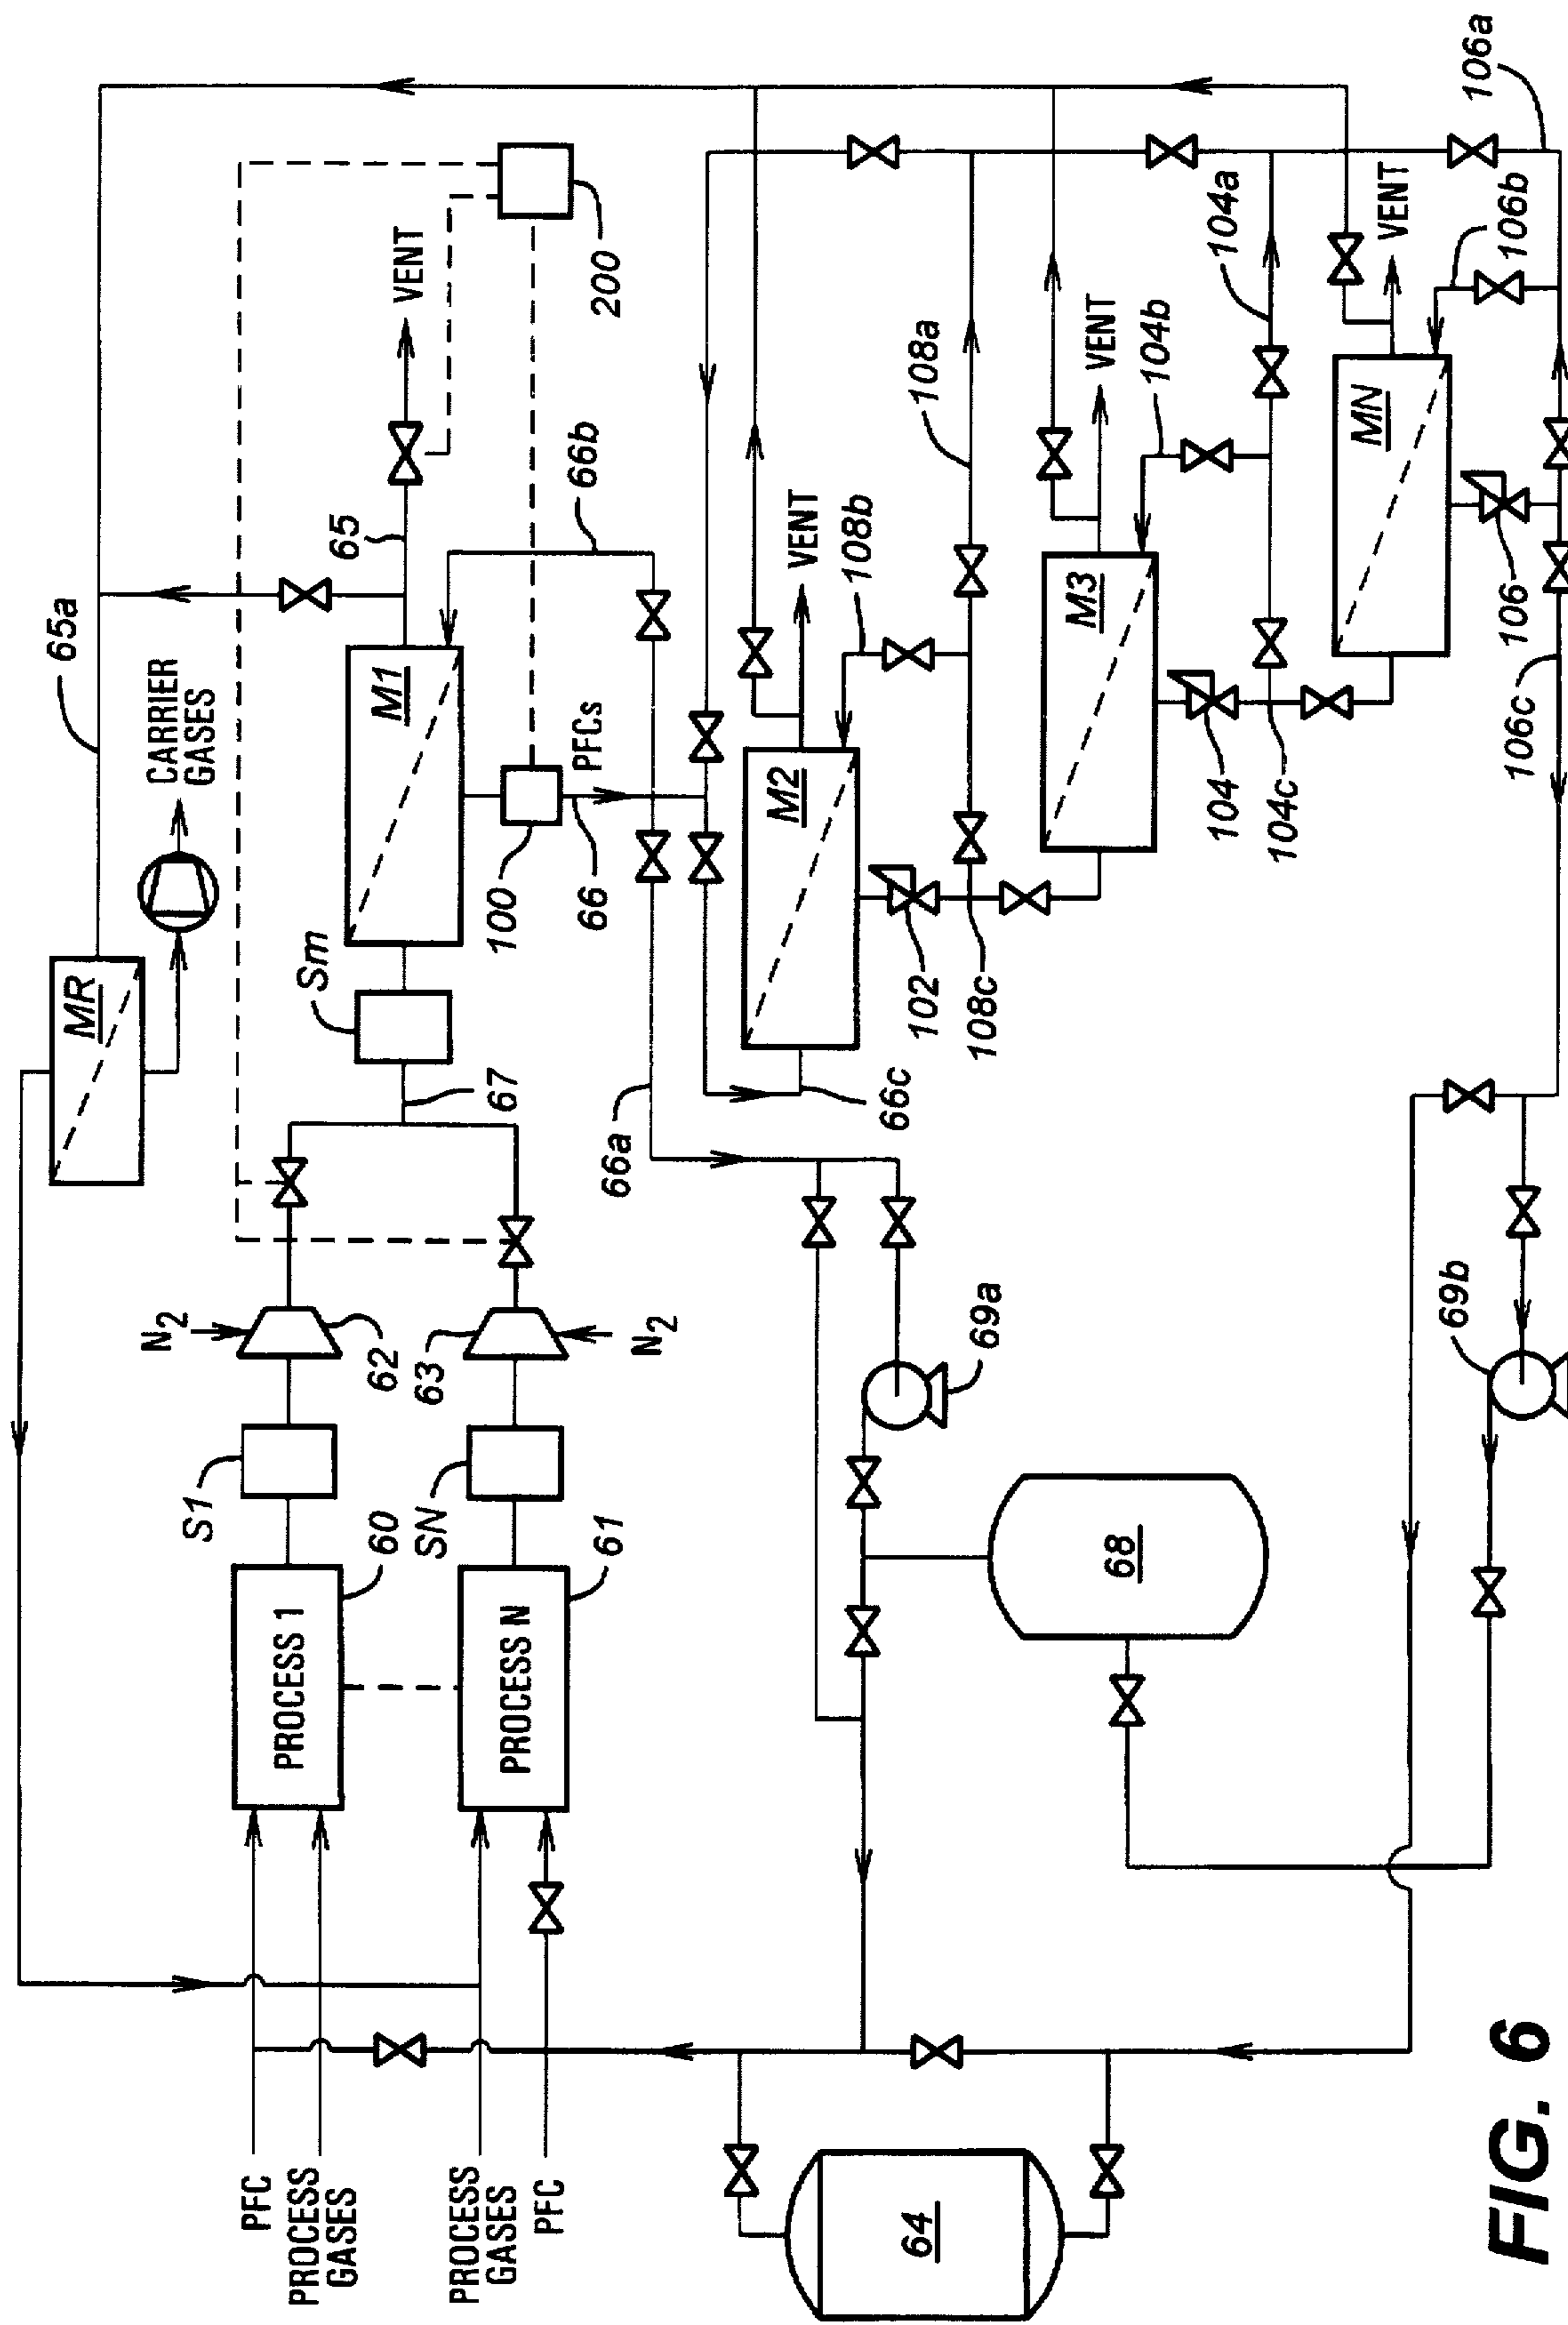 MR
CARRIER
GASES
65a
VENT
65
200
M1
Sm
67
100
PFCs
66
66b
66a
66c
N2
62
N2
63
S1
SN
PROCESS 1
60
PROCESS N
61
PFC
PROCESS
GASES
PROCESS
GASES
PFC
M2
VENT
108b
108a
102
108c
M3
VENT
104b
104a
104
104c
MN
VENT
106b
106a
106
106c
69a
68
69b
64
FIG. 6